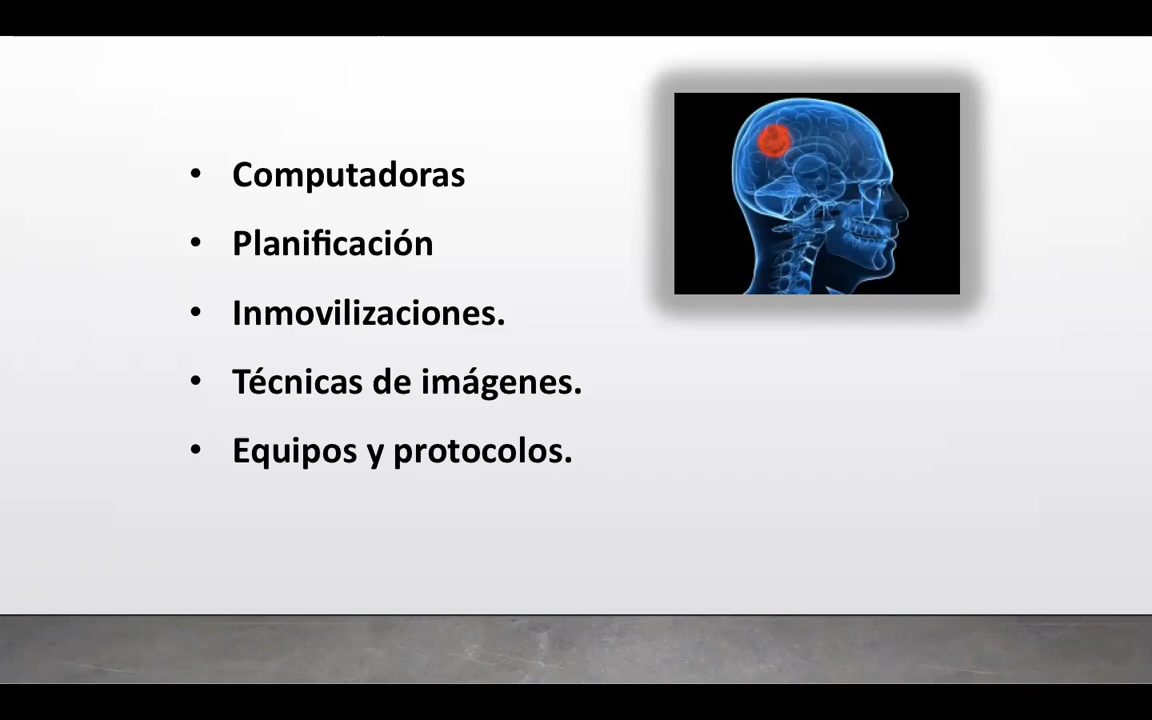 • Computadoras
• Planificación
• Inmovilizaciones.
• Técnicas de imágenes.
• Equipos y protocolos.